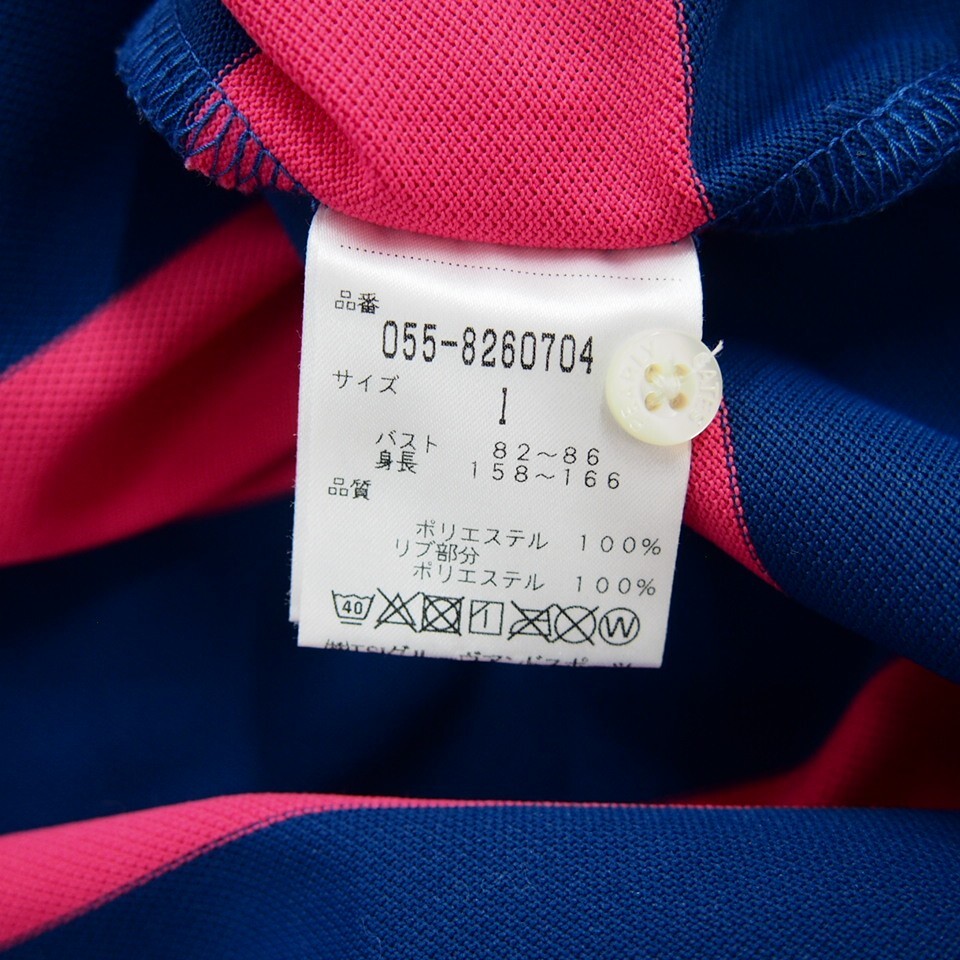 品番
055-8260704
サイズ
1
バスト 82～86
身長 158～166
品質
ポリエステル 100%
リブ部分
ポリエステル 100%
40 W